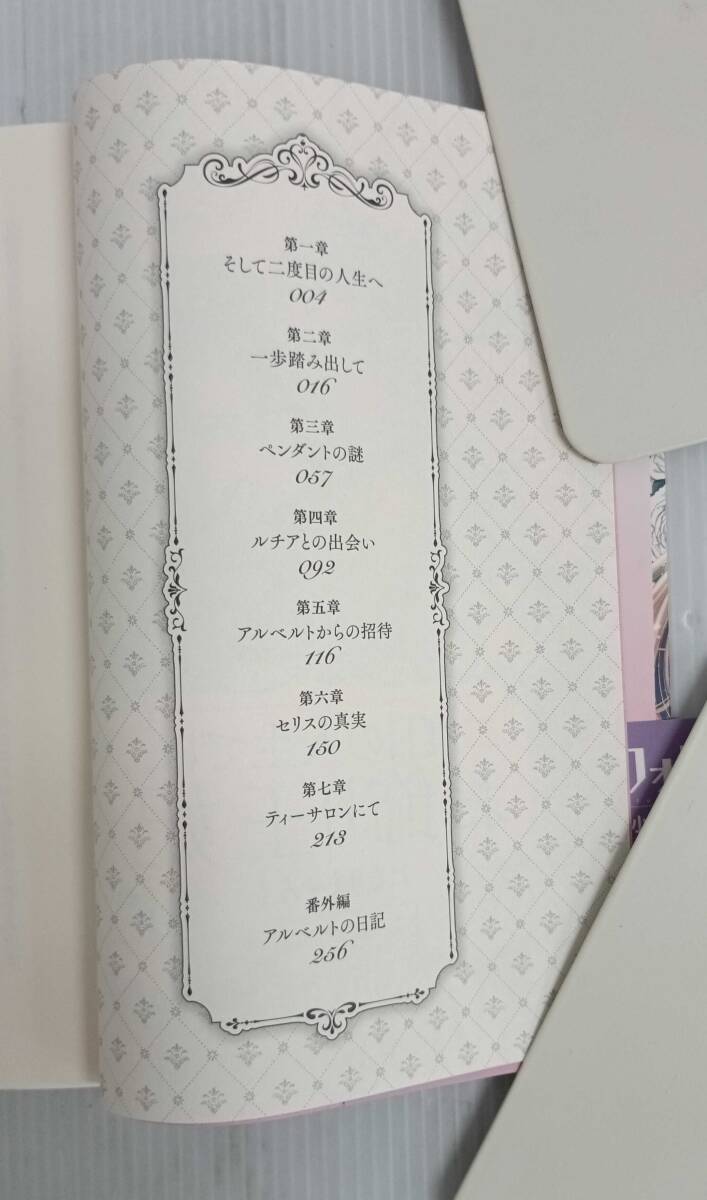 第一章
そして二度目の人生へ
004
第二章
一歩踏み出して
016
第三章
ペンダントの謎
057
第四章
ルチアとの出会い
092
第五章
アルベルトからの招待
116
第六章
セリスの真実
150
第七章
ティーサロンにて
213
番外編
アルベルトの日記
256